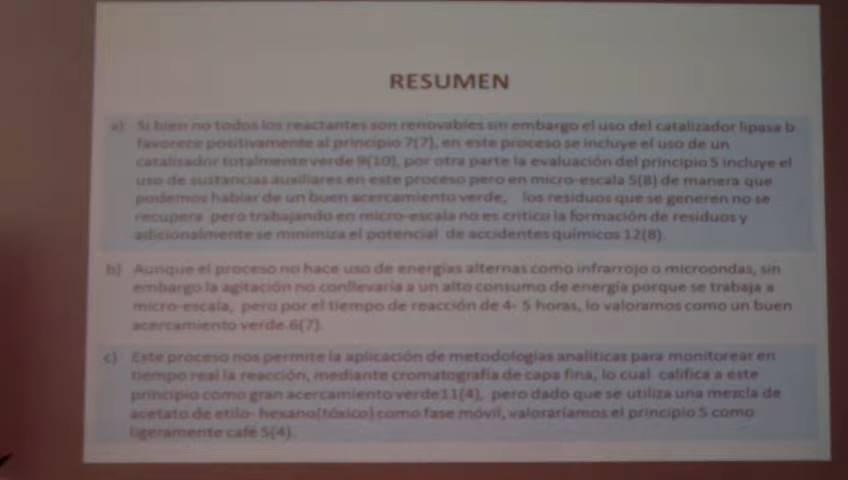 RESUMEN
a) Si bien no todos los reactantes son renovables sin embargo el uso del catalizador lipasa b
favorece positivamente al principio 7(7), en este proceso se incluye el uso de un
catalizador totalmente verde 9(10), por otra parte la evaluación del principio 5 incluye el
uso de sustancias auxiliares en este proceso pero en micro-escala 5(8) de manera que
podemos hablar de un buen acercamiento verde, los residuos que se generen no se
recupera pero trabajando en micro-escala no es critico la formación de residuos y
adicionalmente se minimiza el potencial de accidentes químicos 12(8).
b) Aunque el proceso no hace uso de energías alternas como infrarrojo o microondas, sin
embargo la agitación no conllevaría a un alto consumo de energía porque se trabaja a
micro-escala, pero por el tiempo de reacción de 4- 5 horas, lo valoramos como un buen
acercamiento verde 6(7).
c) Este proceso nos permite la aplicación de metodologías analíticas para monitorear en
tiempo real la reacción, mediante cromatografía de capa fina, lo cual califica a este
principio como gran acercamiento verde11(4), pero dado que se utiliza una mezcla de
acetato de etilo- hexano(tóxico) como fase móvil, valoraríamos el principio 5 como
ligeramente café 5(4).